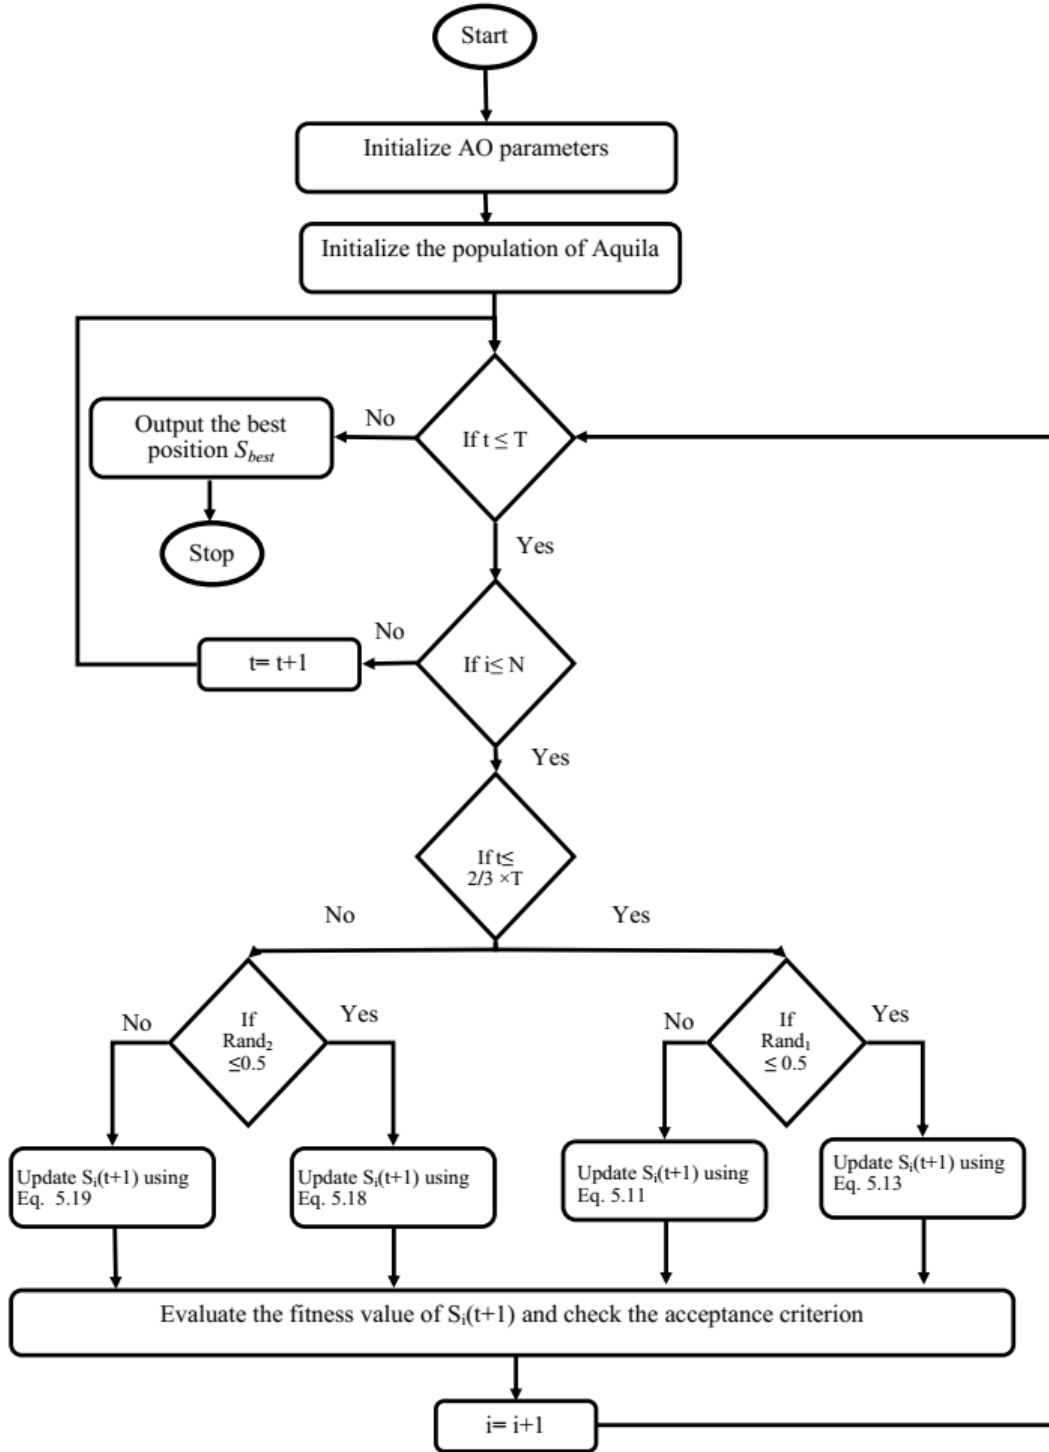 Start
Initialize AO parameters
Initialize the population of Aquila
No
Output the best
position S_best
If t ≤ T
Stop
Yes
No
t= t+1
If i≤ N
Yes
If t≤
2/3 ×T
No
Yes
No
If
Rand₂
≤0.5
Yes
No
If
Rand₁
≤ 0.5
Yes
Update Sᵢ(t+1) using
Eq. 5.19
Update Sᵢ(t+1) using
Eq. 5.18
Update Sᵢ(t+1) using
Eq. 5.11
Update Sᵢ(t+1) using
Eq. 5.13
Evaluate the fitness value of Sᵢ(t+1) and check the acceptance criterion
i= i+1